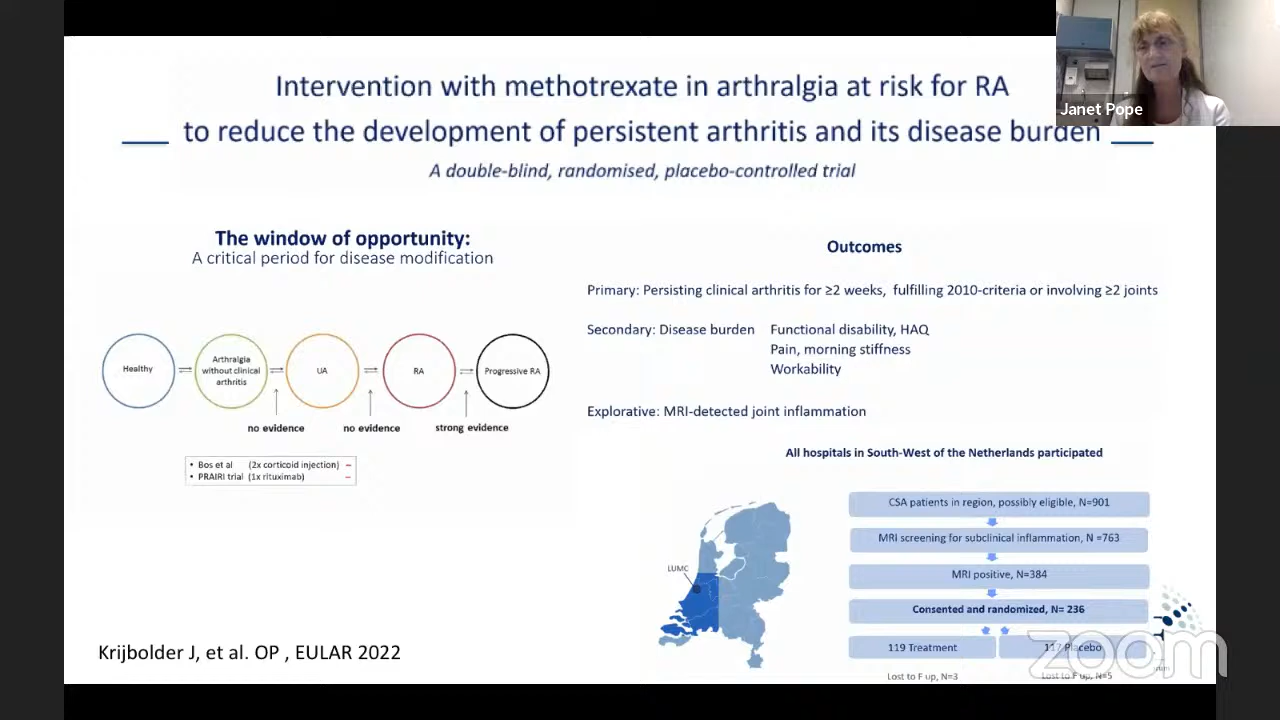 Intervention with methotrexate in arthralgia at risk for RA
to reduce the development of persistent arthritis and its disease burden
A double-blind, randomised, placebo-controlled trial
Janet Pope
The window of opportunity:
A critical period for disease modification
Healthy
Arthralgia
without clinical
arthritis
UA
RA
Progressive RA
no evidence
no evidence
strong evidence
• Bos et al (2x corticoid injection) –
• PRAIRI trial (1x rituximab) –
Outcomes
Primary: Persisting clinical arthritis for ≥2 weeks, fulfilling 2010-criteria or involving ≥2 joints
Secondary: Disease burden Functional disability, HAQ
Pain, morning stiffness
Workability
Explorative: MRI-detected joint inflammation
All hospitals in South-West of the Netherlands participated
LUMC
CSA patients in region, possibly eligible, N=901
MRI screening for subclinical inflammation, N =763
MRI positive, N=384
Consented and randomized, N= 236
119 Treatment
117 Placebo
Lost to F up, N=3
Lost to F up, N=5
Krijbolder J, et al. OP , EULAR 2022
zoom